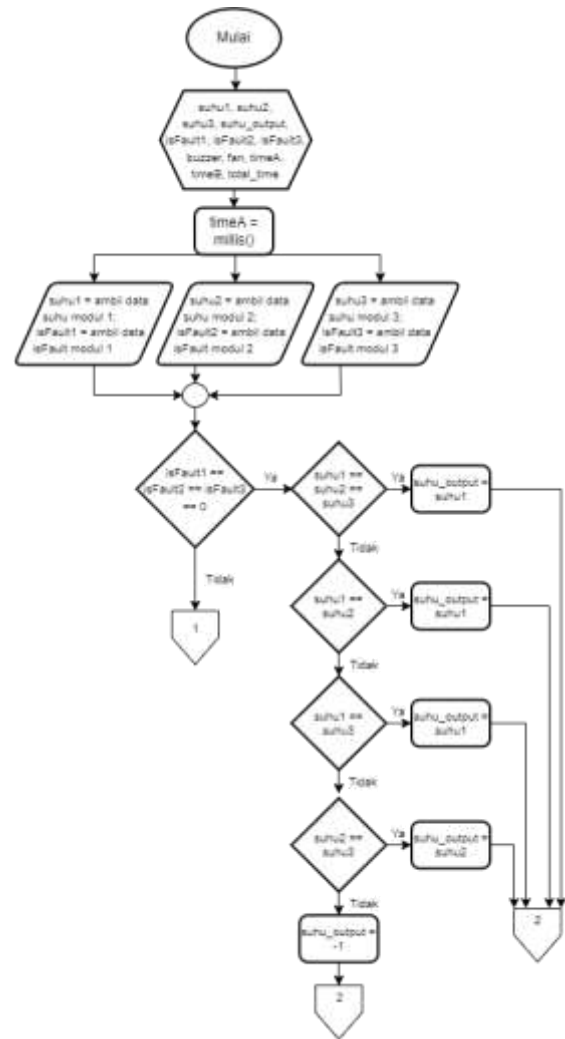 Mulai
suhu1, suhu2,
suhu3, suhu_output,
isFault1, isFault2, isFault3,
buzzer, fan, timeA,
timeB, total_time
timeA =
millis()
suhu1 = ambil data
suhu modul 1;
isFault1 = ambil data
isFault modul 1
suhu2 = ambil data
suhu modul 2;
isFault2 = ambil data
isFault modul 2
suhu3 = ambil data
suhu modul 3;
isFault3 = ambil data
isFault modul 3
isFault1 ==
isFault2 == isFault3
== 0
Ya
suhu1 ==
suhu2 ==
suhu3
Ya
suhu_output =
suhu1
Tidak
1
Tidak
suhu1 ==
suhu2
Ya
suhu_output =
suhu1
Tidak
suhu1 ==
suhu3
Ya
suhu_output =
suhu1
Tidak
suhu2 ==
suhu3
Ya
suhu_output =
suhu2
Tidak
suhu_output =
-1
2
2